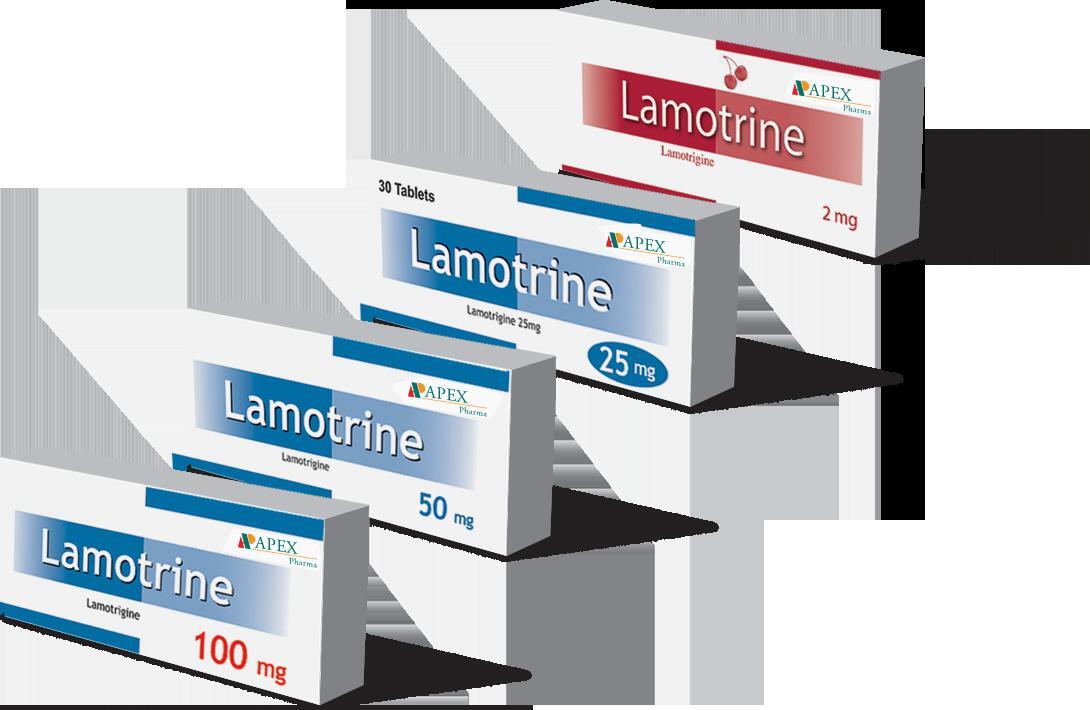 APEX
Pharma
Lamotrine
Lamotrigine
2 mg
30 Tablets
APEX
Pharma
Lamotrine
Lamotrigine 25mg
25 mg
APEX
Pharma
Lamotrine
Lamotrigine
50 mg
APEX
Pharma
Lamotrine
Lamotrigine
100 mg